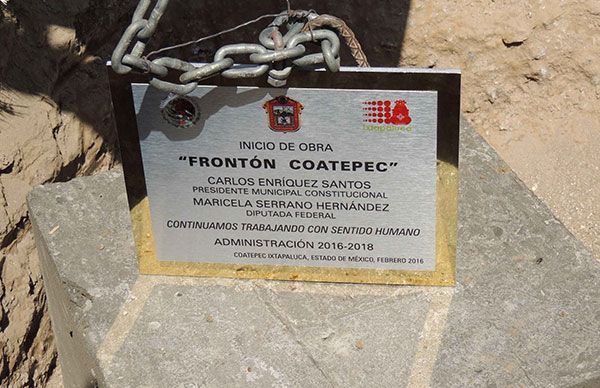 Ixtapaluca
INICIO DE OBRA
"FRONTÓN COATEPEC"
CARLOS ENRÍQUEZ SANTOS
PRESIDENTE MUNICIPAL CONSTITUCIONAL
MARICELA SERRANO HERNÁNDEZ
DIPUTADA FEDERAL
CONTINUAMOS TRABAJANDO CON SENTIDO HUMANO
ADMINISTRACIÓN 2016-2018
COATEPEC IXTAPALUCA, ESTADO DE MÉXICO, FEBRERO 2016